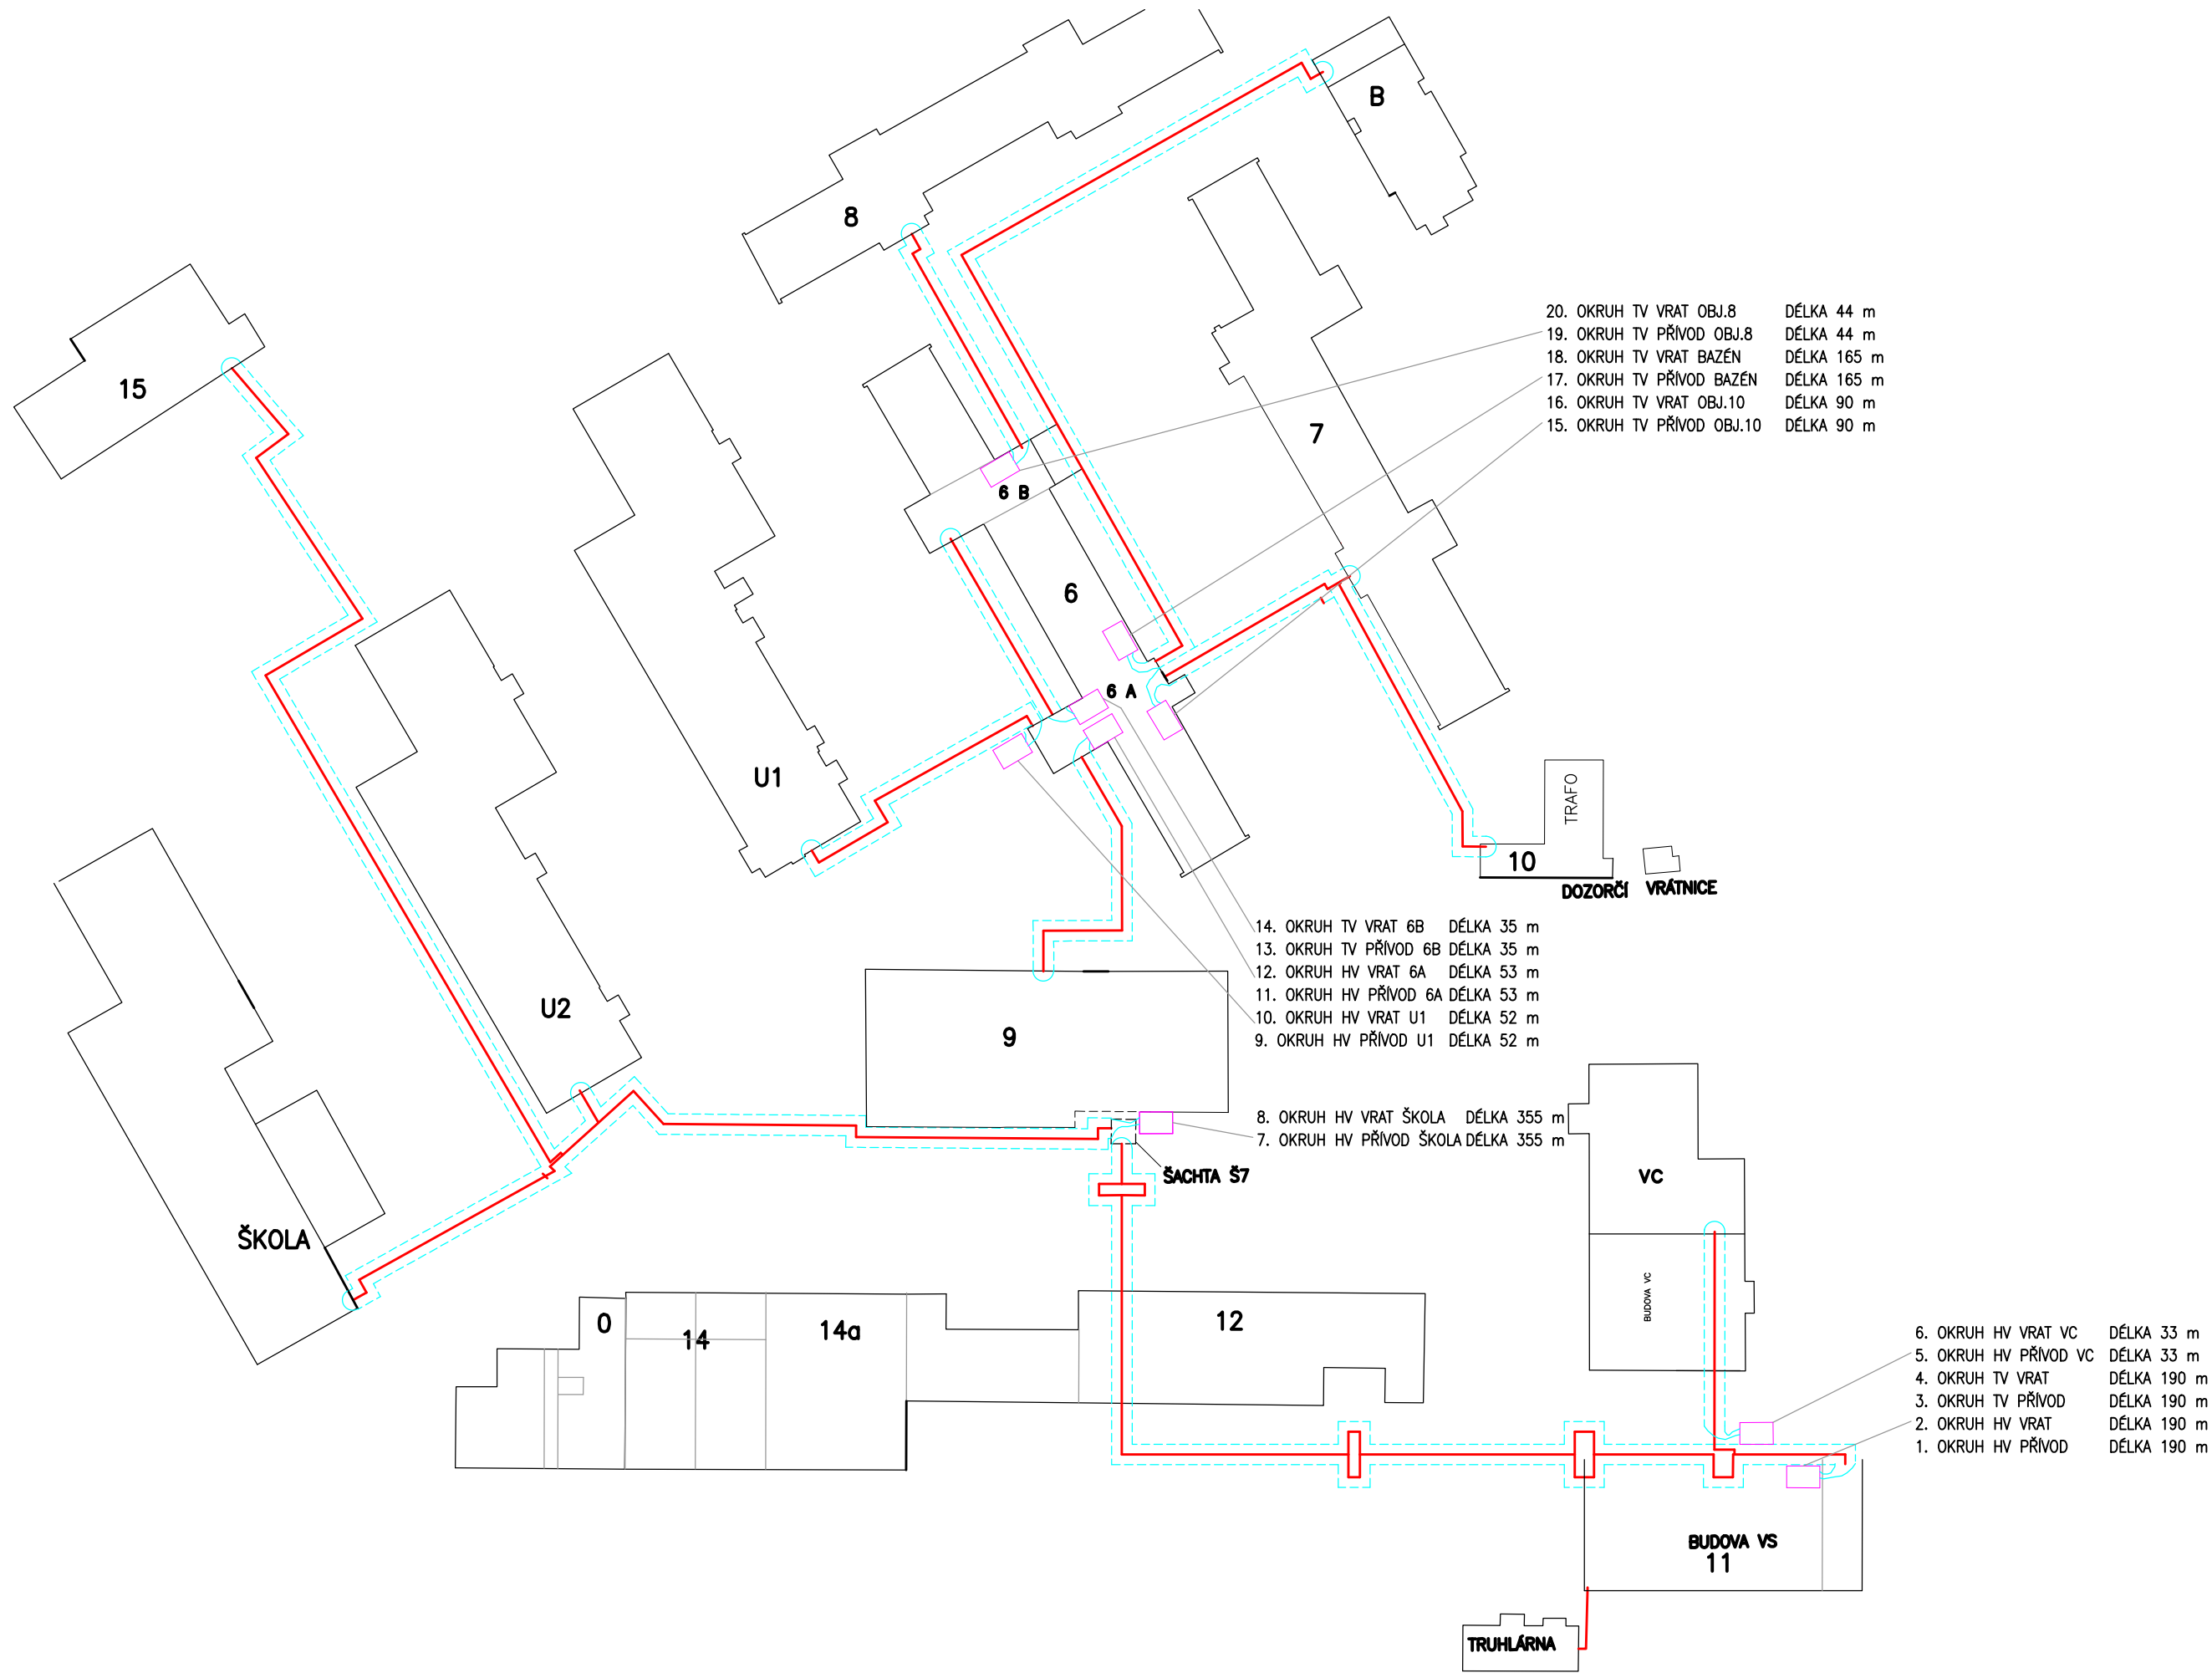 B
8
20. OKRUH TV VRAT OBJ.8 DÉLKA 44 m
19. OKRUH TV PŘÍVOD OBJ.8 DÉLKA 44 m
18. OKRUH TV VRAT BAZÉN DÉLKA 165 m
17. OKRUH TV PŘÍVOD BAZÉN DÉLKA 165 m
16. OKRUH TV VRAT OBJ.10 DÉLKA 90 m
15. OKRUH TV PŘÍVOD OBJ.10 DÉLKA 90 m
15
7
6 B
6
6 A
U1
TRAFO
10
DOZORČÍ
VRÁTNICE
14. OKRUH TV VRAT 6B DÉLKA 35 m
13. OKRUH TV PŘÍVOD 6B DÉLKA 35 m
12. OKRUH HV VRAT 6A DÉLKA 53 m
11. OKRUH HV PŘÍVOD 6A DÉLKA 53 m
10. OKRUH HV VRAT U1 DÉLKA 52 m
9. OKRUH HV PŘÍVOD U1 DÉLKA 52 m
U2
9
8. OKRUH HV VRAT ŠKOLA DÉLKA 355 m
7. OKRUH HV PŘÍVOD ŠKOLA DÉLKA 355 m
ŠACHTA Š7
VC
ŠKOLA
BUDOVA VC
0
14
14a
12
6. OKRUH HV VRAT VC DÉLKA 33 m
5. OKRUH HV PŘÍVOD VC DÉLKA 33 m
4. OKRUH TV VRAT DÉLKA 190 m
3. OKRUH TV PŘÍVOD DÉLKA 190 m
2. OKRUH HV VRAT DÉLKA 190 m
1. OKRUH HV PŘÍVOD DÉLKA 190 m
BUDOVA VS
11
TRUHLÁRNA